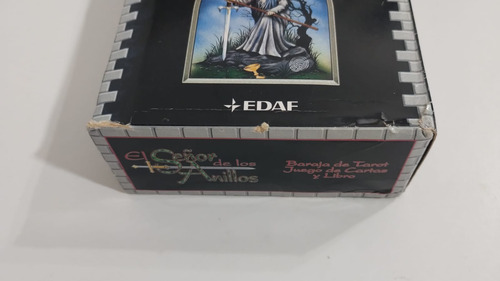 EDAF
El Señor
de los
Anillos
Baraja de Tarot
Juego de Cartas
y Libro